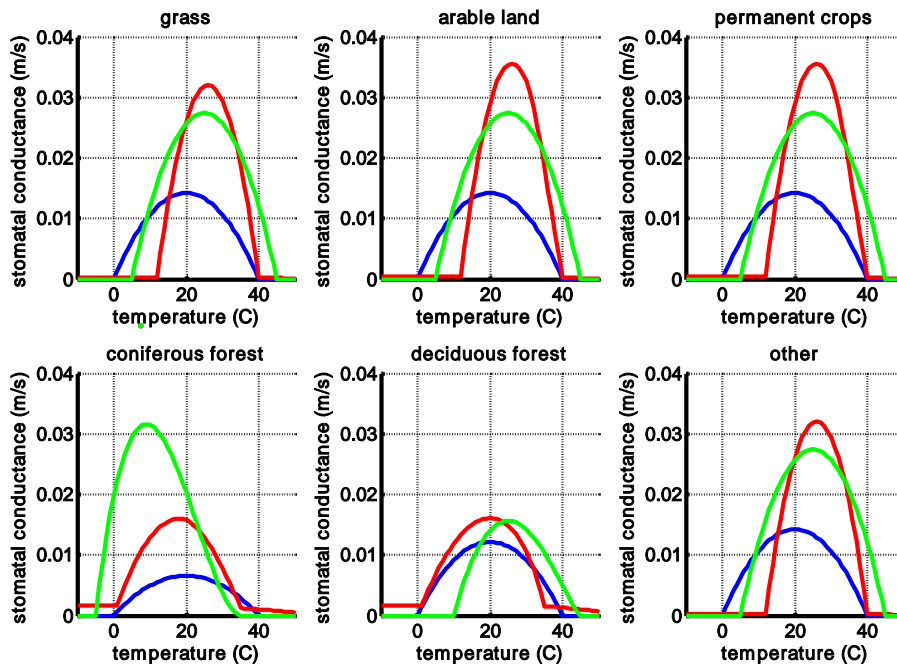 grass
arable land
permanent crops
stomatal conductance (m/s)
0.04
0.03
0.02
0.01
0
0
20
40
temperature (C)
stomatal conductance (m/s)
0.04
0.03
0.02
0.01
0
0
20
40
temperature (C)
stomatal conductance (m/s)
0.04
0.03
0.02
0.01
0
0
20
40
temperature (C)
coniferous forest
deciduous forest
other
stomatal conductance (m/s)
0.04
0.03
0.02
0.01
0
0
20
40
temperature (C)
stomatal conductance (m/s)
0.04
0.03
0.02
0.01
0
0
20
40
temperature (C)
stomatal conductance (m/s)
0.04
0.03
0.02
0.01
0
0
20
40
temperature (C)